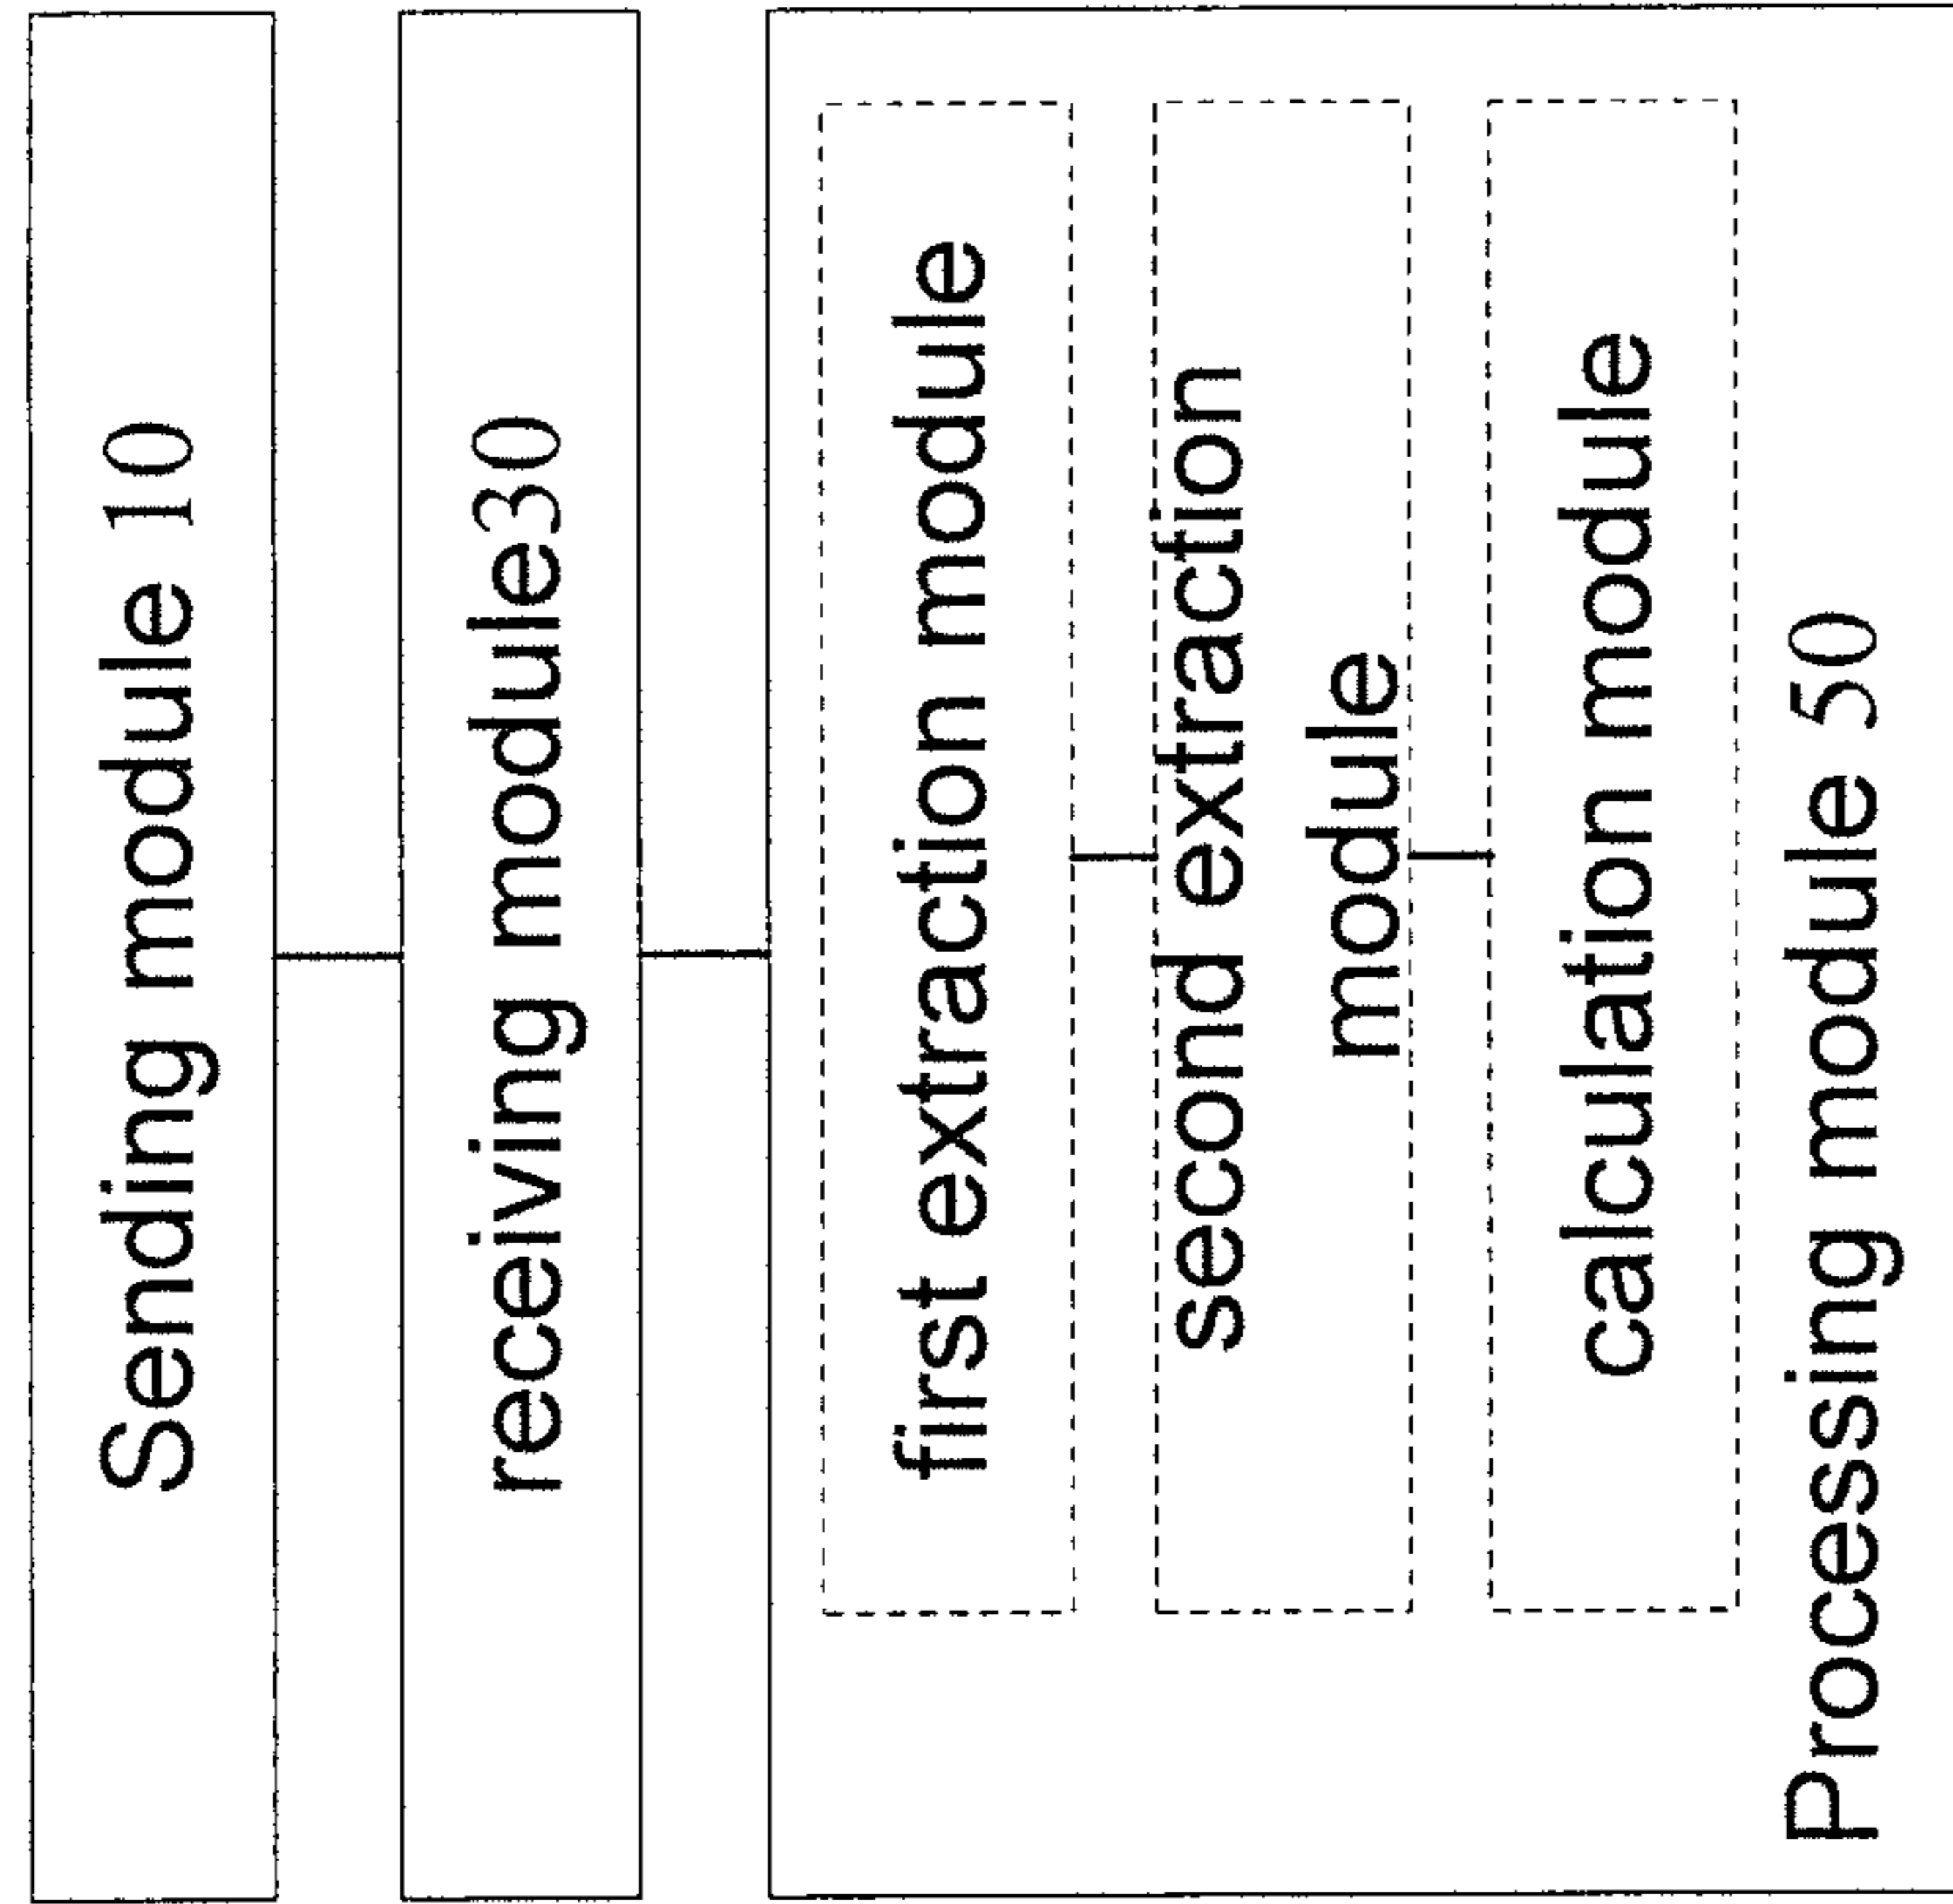 Sending module 10
receiving module30
first extraction module
second extraction
module
calculation module
Processing module 50